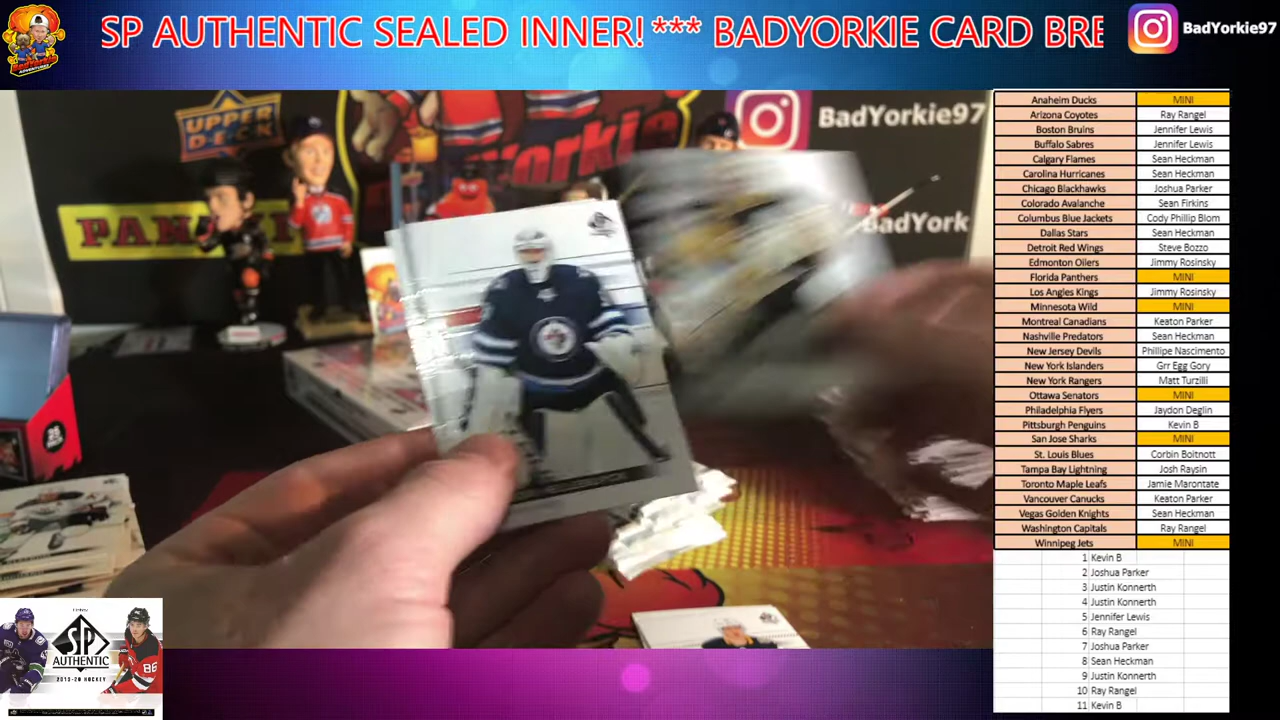 SP AUTHENTIC SEALED INNER! *** BADYORKIE CARD BRE
BadYorkie97
UPPER
DECK
BadYorkie97
PANINI
orkie
BadYork
Anaheim Ducks MINI
Arizona Coyotes Ray Rangel
Boston Bruins Jennifer Lewis
Buffalo Sabres Jennifer Lewis
Calgary Flames Sean Heckman
Carolina Hurricanes Sean Heckman
Chicago Blackhawks Joshua Parker
Colorado Avalanche Sean Firkins
Columbus Blue Jackets Cody Phillip Blom
Dallas Stars Sean Heckman
Detroit Red Wings Steve Bozzo
Edmonton Oilers Jimmy Rosinsky
Florida Panthers MINI
Los Angles Kings Jimmy Rosinsky
Minnesota Wild MINI
Montreal Canadians Keaton Parker
Nashville Predators Sean Heckman
New Jersey Devils Phillipe Nascimento
New York Islanders Grr Egg Gory
New York Rangers Matt Turzilli
Ottawa Senators MINI
Philadelphia Flyers Jaydon Deglin
Pittsburgh Penguins Kevin B
San Jose Sharks MINI
St. Louis Blues Corbin Boitnott
Tampa Bay Lightning Josh Raysin
Toronto Maple Leafs Jamie Marontate
Vancouver Canucks Keaton Parker
Vegas Golden Knights Sean Heckman
Washington Capitals Ray Rangel
Winnipeg Jets MINI
1 Kevin B
2 Joshua Parker
3 Justin Konnerth
4 Justin Konnerth
5 Jennifer Lewis
6 Ray Rangel
7 Joshua Parker
8 Sean Heckman
9 Justin Konnerth
10 Ray Rangel
11 Kevin B
SP
AUTHENTIC
2019-20 HOCKEY
86